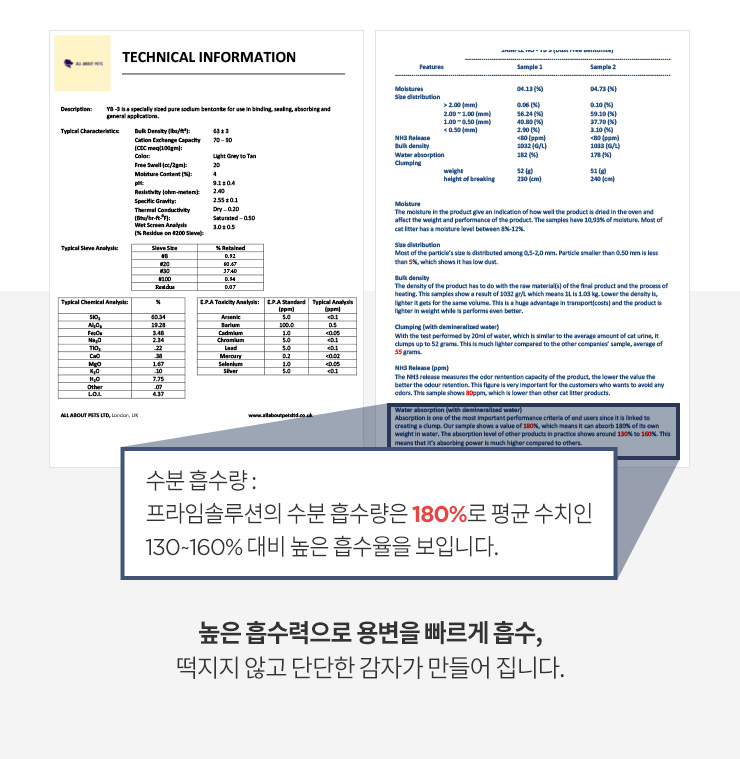 ALL ABOUT PETS
TECHNICAL INFORMATION
Description: YB -3 is a specially sized pure sodium bentonite for use in binding, sealing, absorbing and
general applications.
Typical Characteristics: Bulk Density (lbs/ft³): 63 ± 3
Cation Exchange Capacity 70 – 90
(CEC meq/100gm):
Color: Light Grey to Tan
Free Swell (cc/2gm): 20
Moisture Content (%): 4
pH: 9.1 ± 0.4
Resistivity (ohm-meters): 2.40
Specific Gravity: 2.55 ± 0.1
Thermal Conductivity Dry – 0.20
(Btu/hr-ft-°F): Saturated – 0.50
Wet Screen Analysis 3.0 ± 0.5
(% Residue on #200 Sieve):
Typical Sieve Analysis: Sieve Size % Retained
#8 0.92
#20 60.67
#30 37.40
#100 0.94
Residue 0.07
Typical Chemical Analysis: %
SiO₂ 60.34
Al₂O₃ 19.28
Fe₂O₃ 3.48
Na₂O 2.34
TiO₂ .22
CaO .38
MgO 1.67
K₂O .10
H₂O 7.75
Other .07
L.O.I. 4.37
E.P.A Toxicity Analysis: E.P.A Standard (ppm) Typical Analysis (ppm)
Arsenic 5.0 <0.1
Barium 100.0 0.5
Cadmium 1.0 <0.05
Chromium 5.0 <0.1
Lead 5.0 <0.1
Mercury 0.2 <0.02
Selenium 1.0 <0.05
Silver 5.0 <0.1
ALL ABOUT PETS LTD, London, UK www.allaboutpetsltd.co.uk
SAMPLE NO - YB 3 (Dust Free Bentonite)
Features Sample 1 Sample 2
Moistures 04.13 (%) 04.73 (%)
Size distribution
> 2.00 (mm) 0.06 (%) 0.10 (%)
2.00 ~ 1.00 (mm) 56.24 (%) 59.10 (%)
1.00 ~ 0.50 (mm) 40.80 (%) 37.70 (%)
< 0.50 (mm) 2.90 (%) 3.10 (%)
NH3 Release <80 (ppm) <80 (ppm)
Bulk density 1032 (G/L) 1033 (G/L)
Water absorption 182 (%) 178 (%)
Clumping
weight 52 (g) 51 (g)
height of breaking 230 (cm) 240 (cm)
Moisture
The moisture in the product give an indication of how well the product is dried in the oven and
affect the weight and performance of the product. The samples are 10,93% of moisture. Most of
cat litter has a moisture level between 8%-12%.
Size distribution
Most of the particle's size is distributed among 0,5-2,0 mm. Particle smaller than 0.50 mm is less
than 5%, which shows it has low dust.
Bulk density
The density of the product has to do with the raw material(s) of the final product and the process of
heating. This samples show a result of 1032 gr/L which means 1L is 1.03 kg. Lower the density is,
lighter it gets for the same volume. This is a huge advantage in transport(costs) and the product is
lighter in weight while is performs even better.
Clumping (with demineralized water)
With the test performed by 20ml of water, which is similar to the average amount of cat urine, it
clumps up to 52 grams. This is much lighter compared to the other companies' sample, average of
55 grams.
NH3 Release (ppm)
The NH3 release measures the odor rentention capacity of the product, the lower the value the
better the odour retention. This figure is very important for the customers who want to avoid any
odors. This sample shows 80ppm, which is lower than other cat litter products.
Water absorption (with demineralised water)
Absorption is one of the most important performance criteria of end users since it is linked to
creating a clump. Our sample shows a value of 180%, which means it can absorb 180% of its own
weight in water. The absorption level of other products in practice shows around 130% to 160%. This
means that it's absorbing power is much higher compared to others.
수분 흡수량 :
프라임솔루션의 수분 흡수량은 180%로 평균 수치인
130~160% 대비 높은 흡수율을 보입니다.
높은 흡수력으로 용변을 빠르게 흡수,
떡지지 않고 단단한 감자가 만들어 집니다.